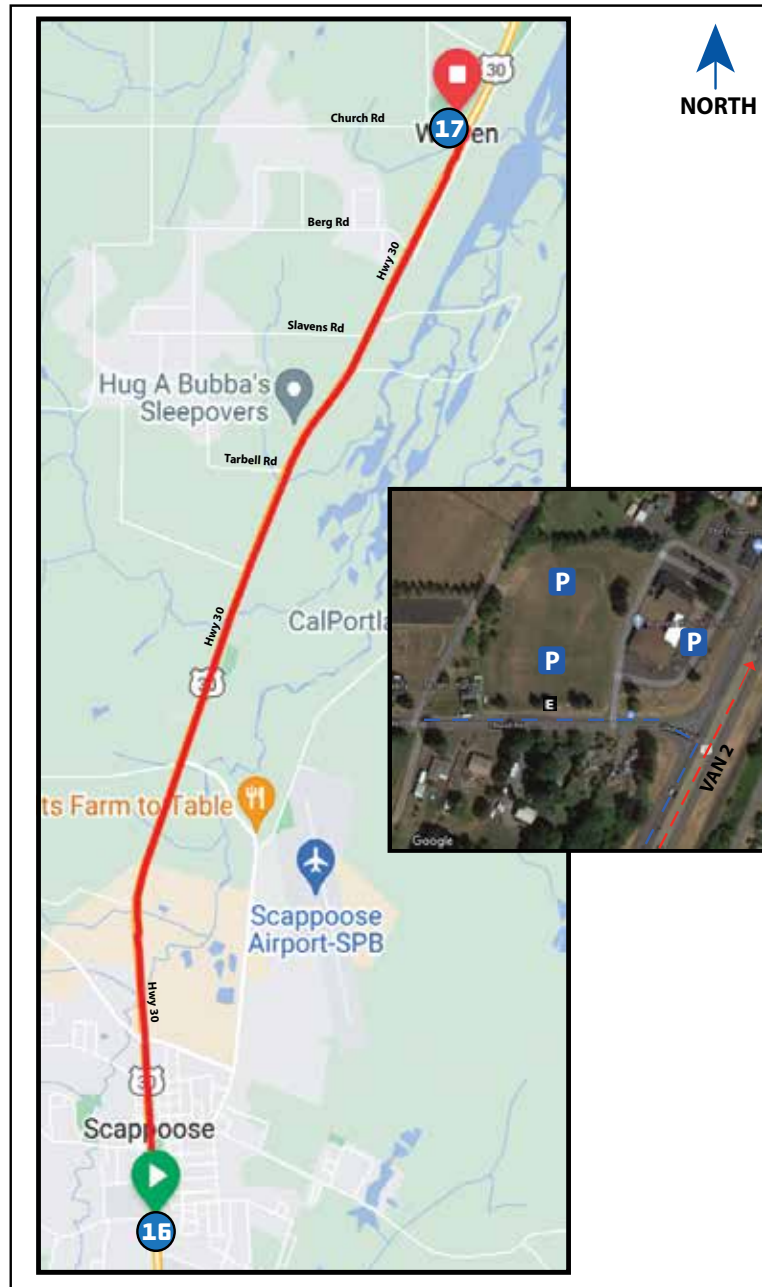 NORTH
30
Church Rd
17
Berg Rd
Hwy 30
Slavens Rd
Hug A Bubba's
Sleepovers
Tarbell Rd
Hwy 30
CalPortla
30
ts Farm to Table
Scappoose
Airport-SPB
Hwy 30
30
Scappoose
16
P
P
P
E
VAN 2
Google